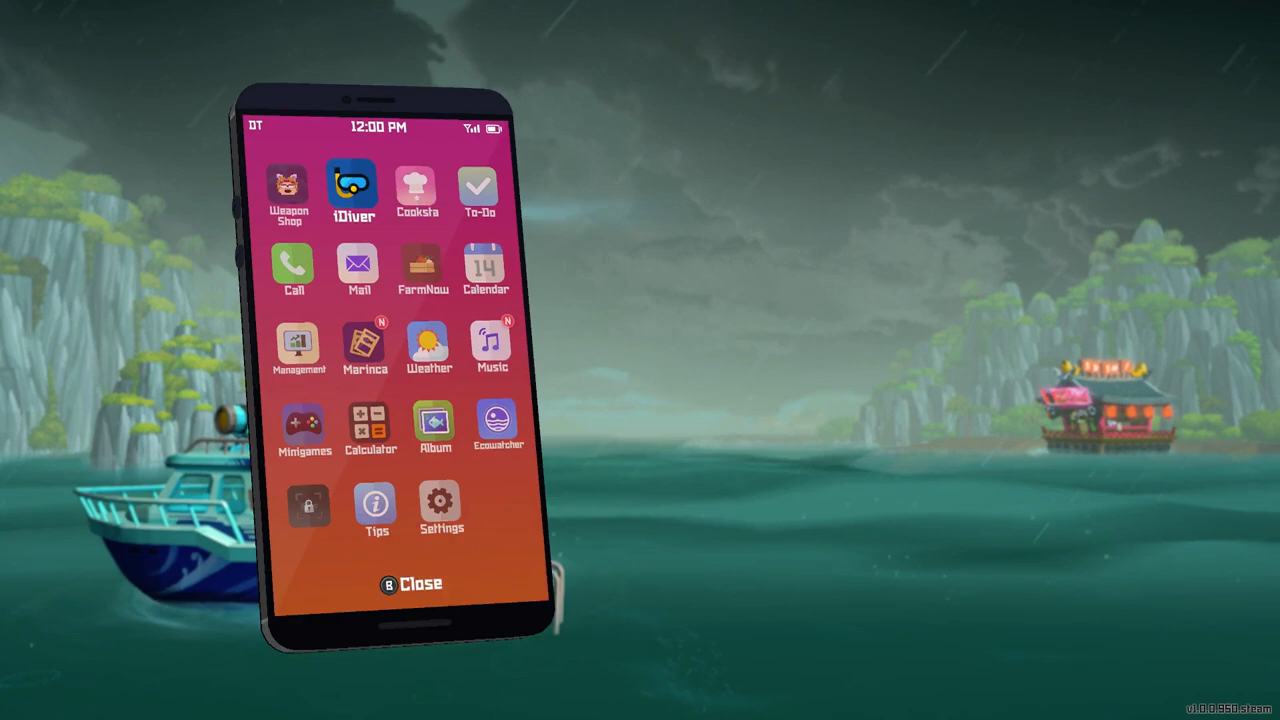 DT
12:00 PM
Weapon
Shop
iDiver
Cooksta
To-Do
Call
Mail
FarmNow
14
Calendar
Management
N
Marinca
Weather
N
Music
Minigames
Calculator
Album
Ecowatcher
Tips
Settings
B Close
v1.0.0.950.steam